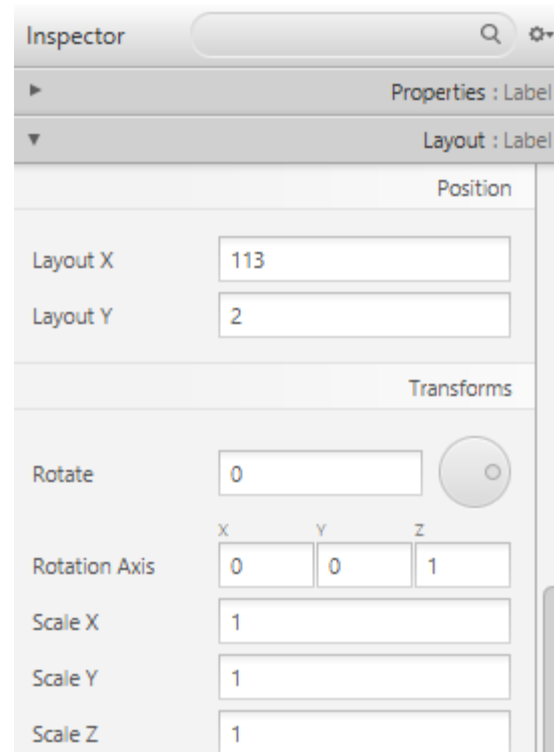 Inspector
Properties : Label
Layout : Label
Position
Layout X 113
Layout Y 2
Transforms
Rotate 0
X Y Z
Rotation Axis 0 0 1
Scale X 1
Scale Y 1
Scale Z 1